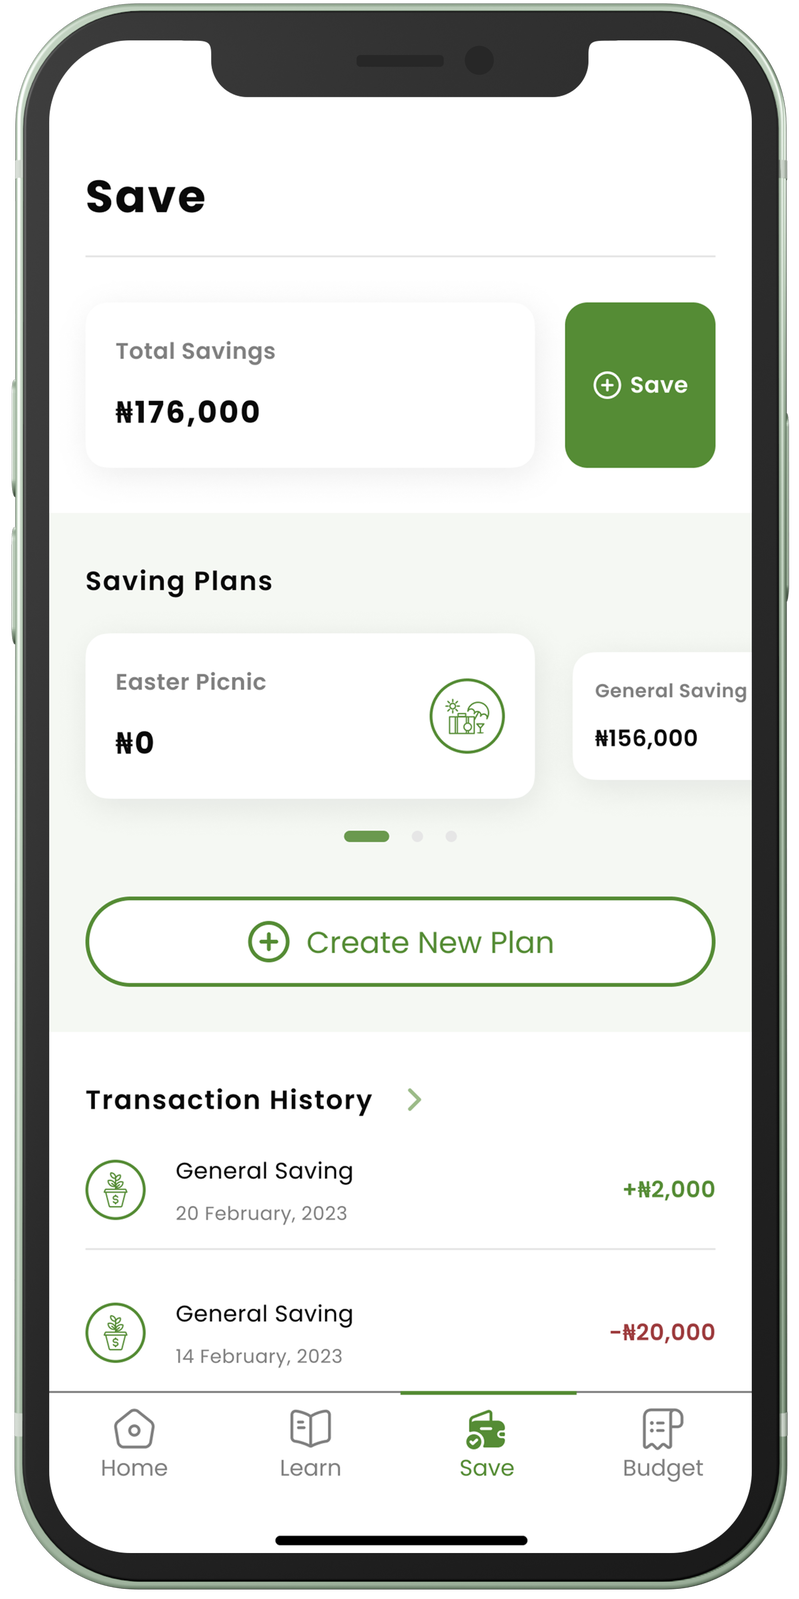 Save
Total Savings
₦176,000
Save
Saving Plans
Easter Picnic
₦0
General Saving
₦156,000
Create New Plan
Transaction History
General Saving
20 February, 2023
+₦2,000
General Saving
14 February, 2023
-₦20,000
Home
Learn
Save
Budget